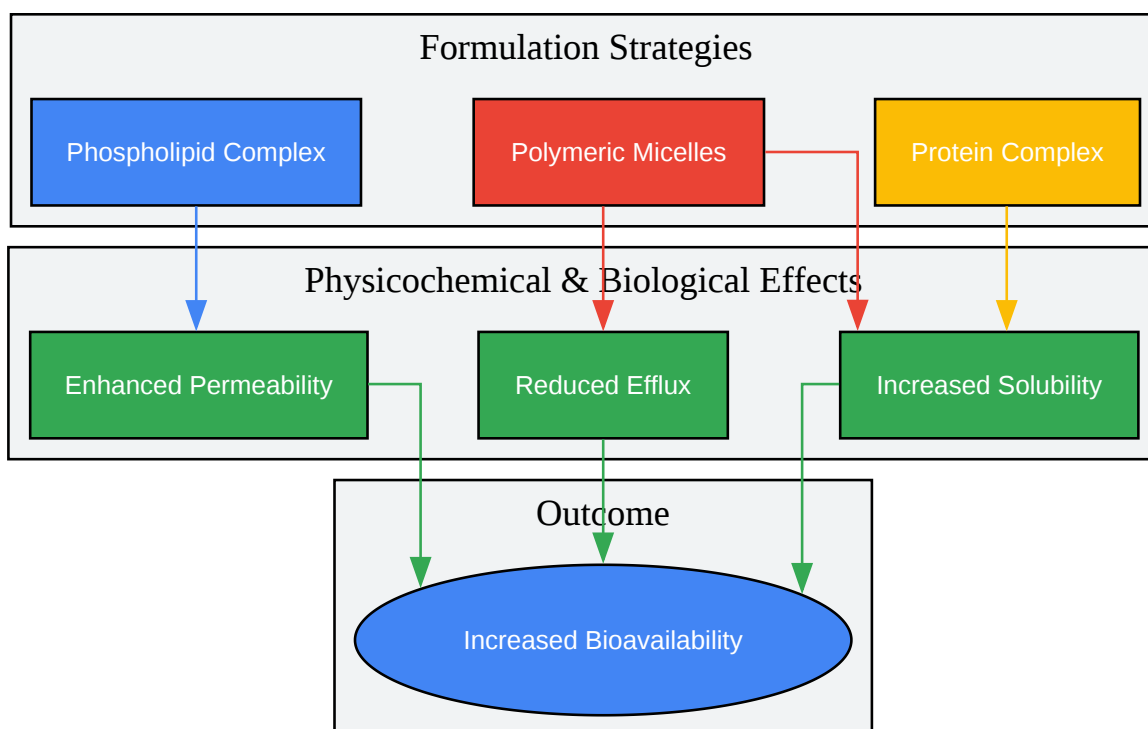 Formulation Strategies
Phospholipid Complex
Polymeric Micelles
Protein Complex
Physicochemical & Biological Effects
Enhanced Permeability
Reduced Efflux
Increased Solubility
Outcome
Increased Bioavailability